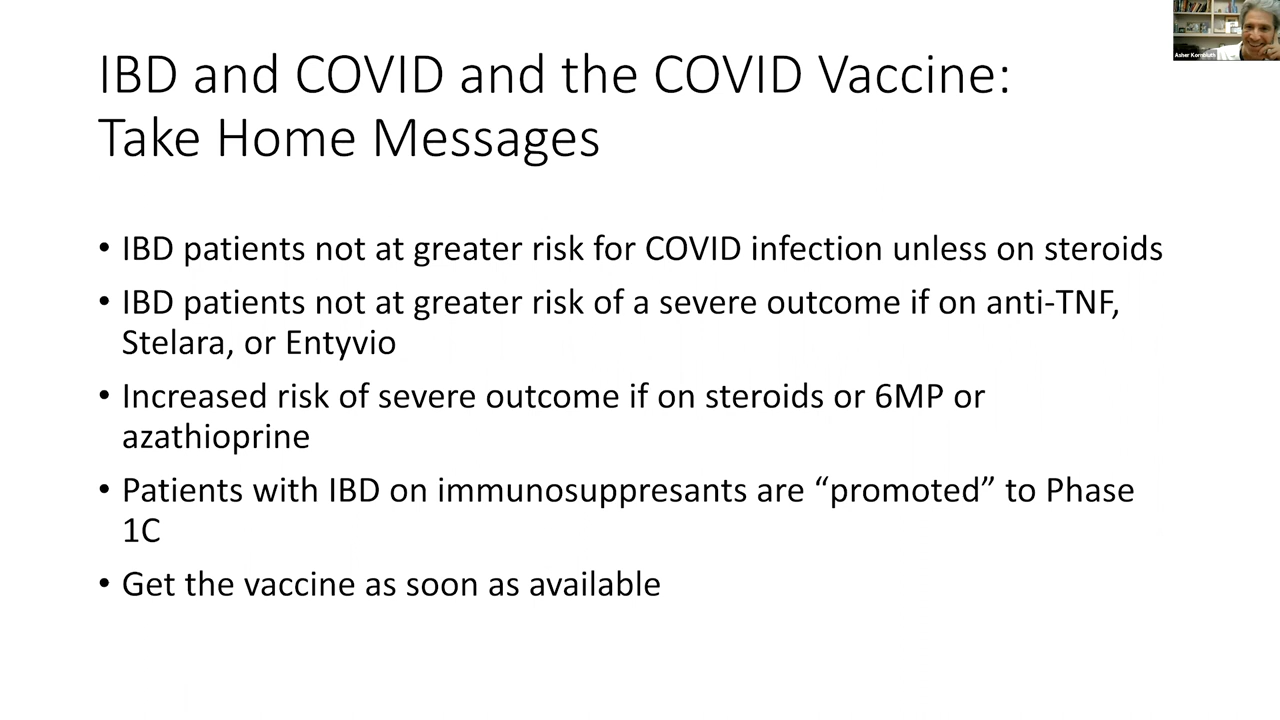 Asher Kornbluth
IBD and COVID and the COVID Vaccine:
Take Home Messages
• IBD patients not at greater risk for COVID infection unless on steroids
• IBD patients not at greater risk of a severe outcome if on anti-TNF,
Stelara, or Entyvio
• Increased risk of severe outcome if on steroids or 6MP or
azathioprine
• Patients with IBD on immunosuppresants are “promoted” to Phase
1C
• Get the vaccine as soon as available